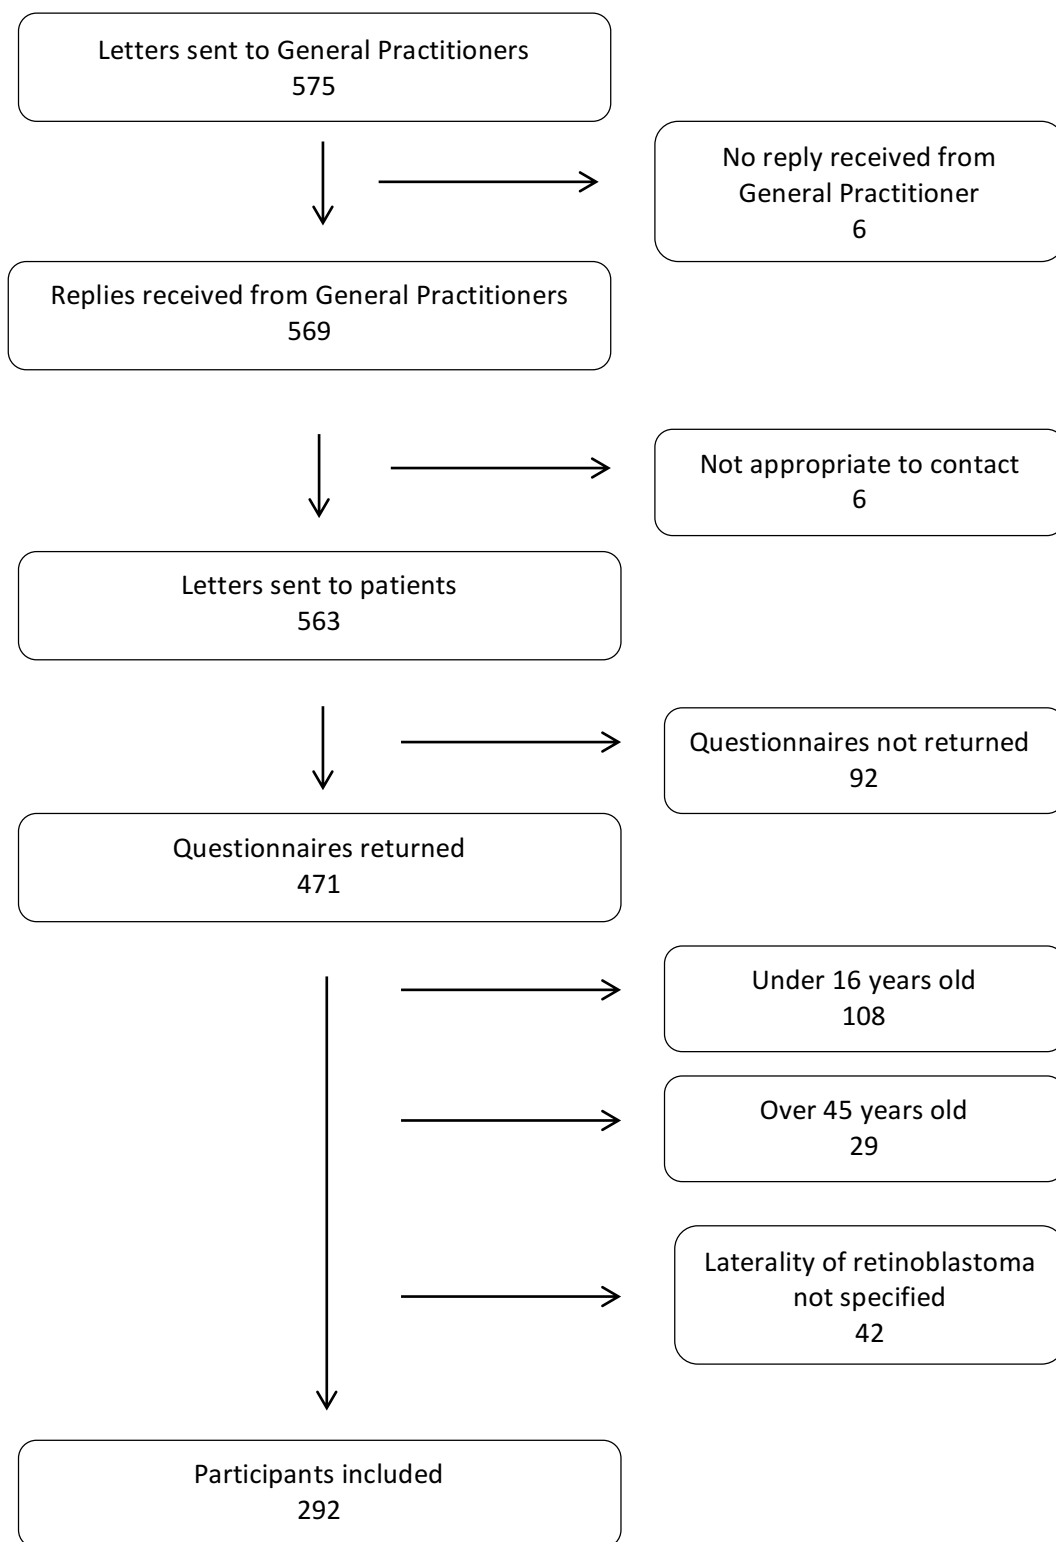 Letters sent to General Practitioners
575
No reply received from
General Practitioner
6
Replies received from General Practitioners
569
Not appropriate to contact
6
Letters sent to patients
563
Questionnaires not returned
92
Questionnaires returned
471
Under 16 years old
108
Over 45 years old
29
Laterality of retinoblastoma
not specified
42
Participants included
292